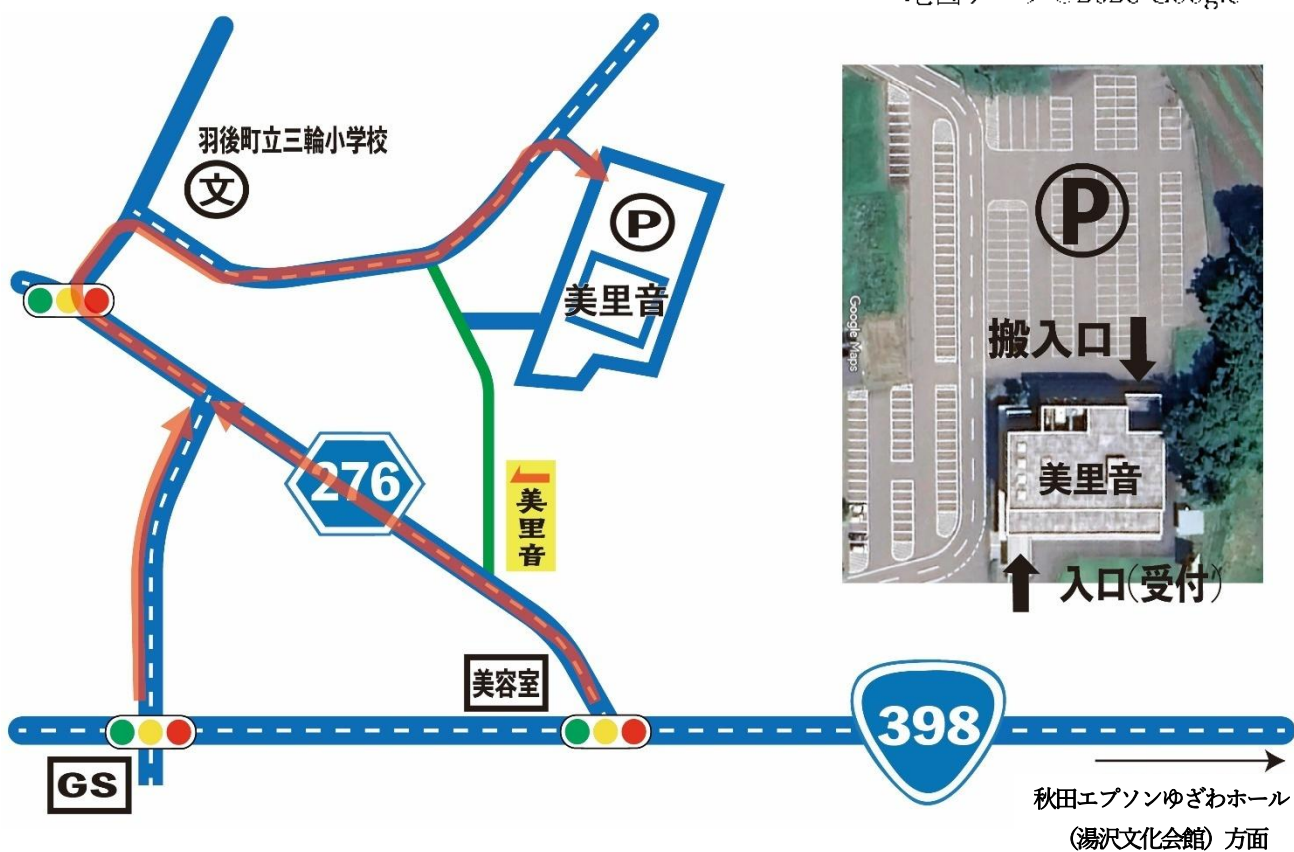 羽後町立三輪小学校
文
P
美里音
276
美里音
美容室
398
GS
秋田エプソンゆざわホール
(湯沢文化会館) 方面
P
Google Maps
搬入口
美里音
入口(受付)